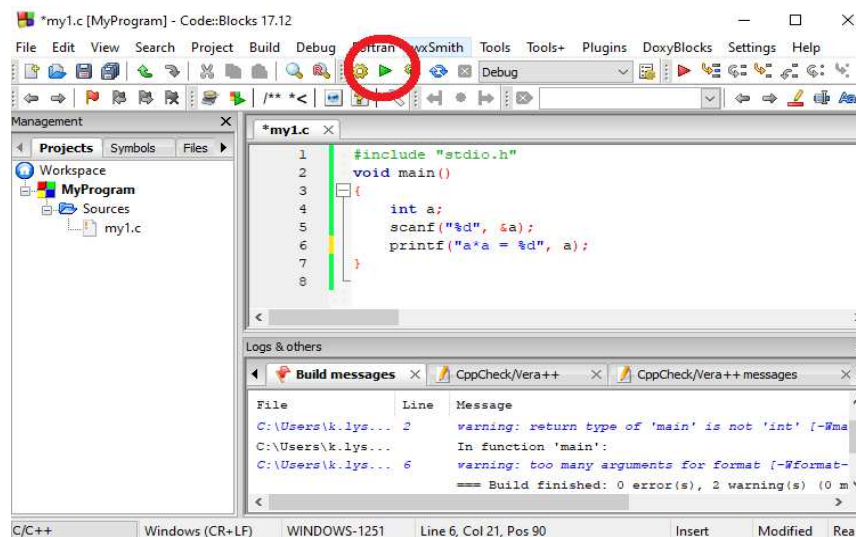 *my1.c [MyProgram] - Code::Blocks 17.12
File Edit View Search Project Build Debug Fortran wxSmith Tools Tools+ Plugins DoxyBlocks Settings Help
Debug
/** *<
Management
Projects Symbols Files
*my1.c
Workspace
MyProgram
Sources
my1.c
1 #include "stdio.h"
2 void main()
3 {
4 int a;
5 scanf("%d", &a);
6 printf("a*a = %d", a);
7 }
8
Logs & others
Build messages CppCheck/Vera++ CppCheck/Vera++ messages
File Line Message
C:\Users\k.lys... 2 warning: return type of 'main' is not 'int' [-Wma
C:\Users\k.lys... In function 'main':
C:\Users\k.lys... 6 warning: too many arguments for format [-Wformat-
=== Build finished: 0 error(s), 2 warning(s) (0 m
C/C++ Windows (CR+LF) WINDOWS-1251 Line 6, Col 21, Pos 90 Insert Modified Rea